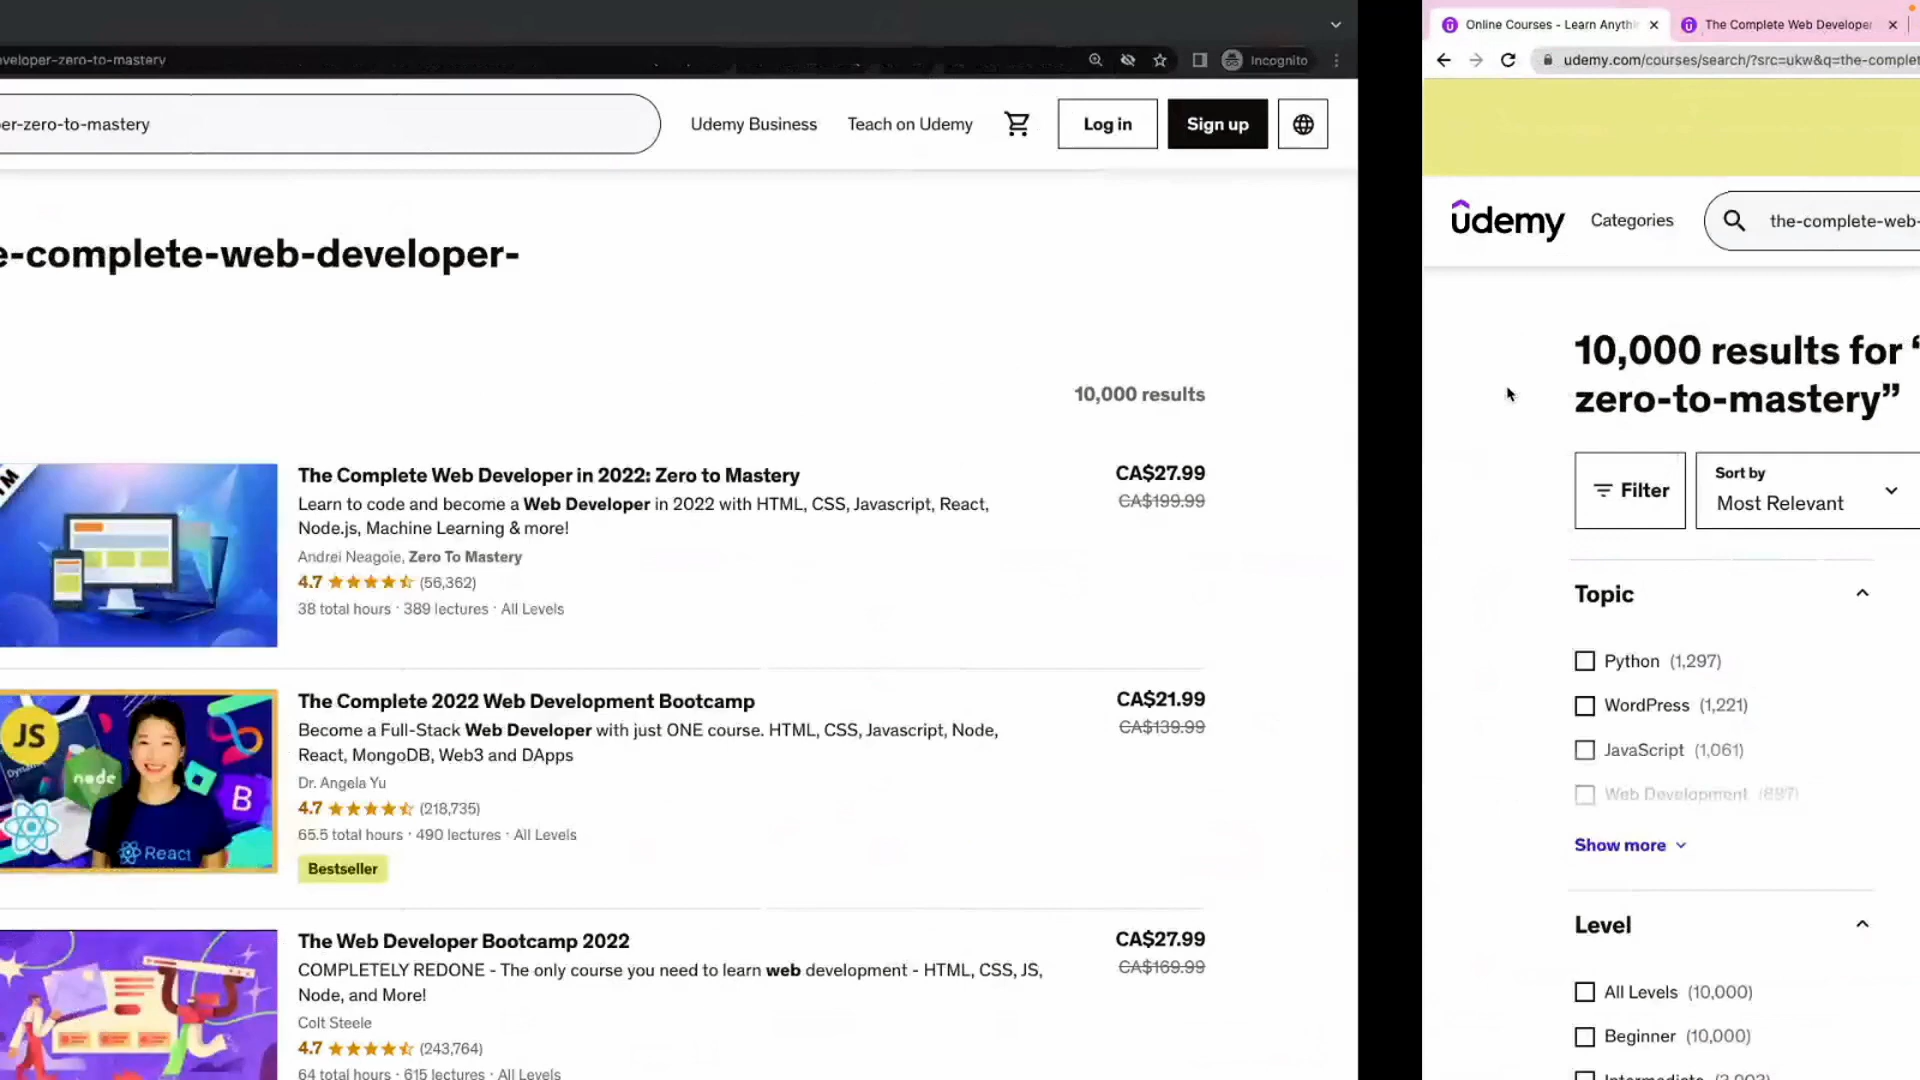 veloper-zero-to-mastery
Incognito
er-zero-to-mastery
Udemy Business
Teach on Udemy
Log in
Sign up
e-complete-web-developer-
10,000 results
The Complete Web Developer in 2022: Zero to Mastery
CA$27.99
Learn to code and become a Web Developer in 2022 with HTML, CSS, Javascript, React,
CA$199.99
Node.js, Machine Learning & more!
Andrei Neagoie, Zero To Mastery
4.7 (56,362)
38 total hours · 389 lectures · All Levels
JS
node
B
React
The Complete 2022 Web Development Bootcamp
CA$21.99
Become a Full-Stack Web Developer with just ONE course. HTML, CSS, Javascript, Node,
CA$139.99
React, MongoDB, Web3 and DApps
Dr. Angela Yu
4.7 (218,735)
65.5 total hours · 490 lectures · All Levels
Bestseller
The Web Developer Bootcamp 2022
CA$27.99
COMPLETELY REDONE - The only course you need to learn web development - HTML, CSS, JS,
CA$169.99
Node, and More!
Colt Steele
4.7 (243,764)
64 total hours · 615 lectures · All Levels
Online Courses - Learn Anythi
The Complete Web Developer
udemy.com/courses/search/?src=ukw&q=the-complet
udemy
Categories
the-complete-web-
10,000 results for “
zero-to-mastery”
Filter
Sort by
Most Relevant
Topic
Python (1,297)
WordPress (1,221)
JavaScript (1,061)
Web Development (687)
Show more
Level
All Levels (10,000)
Beginner (10,000)